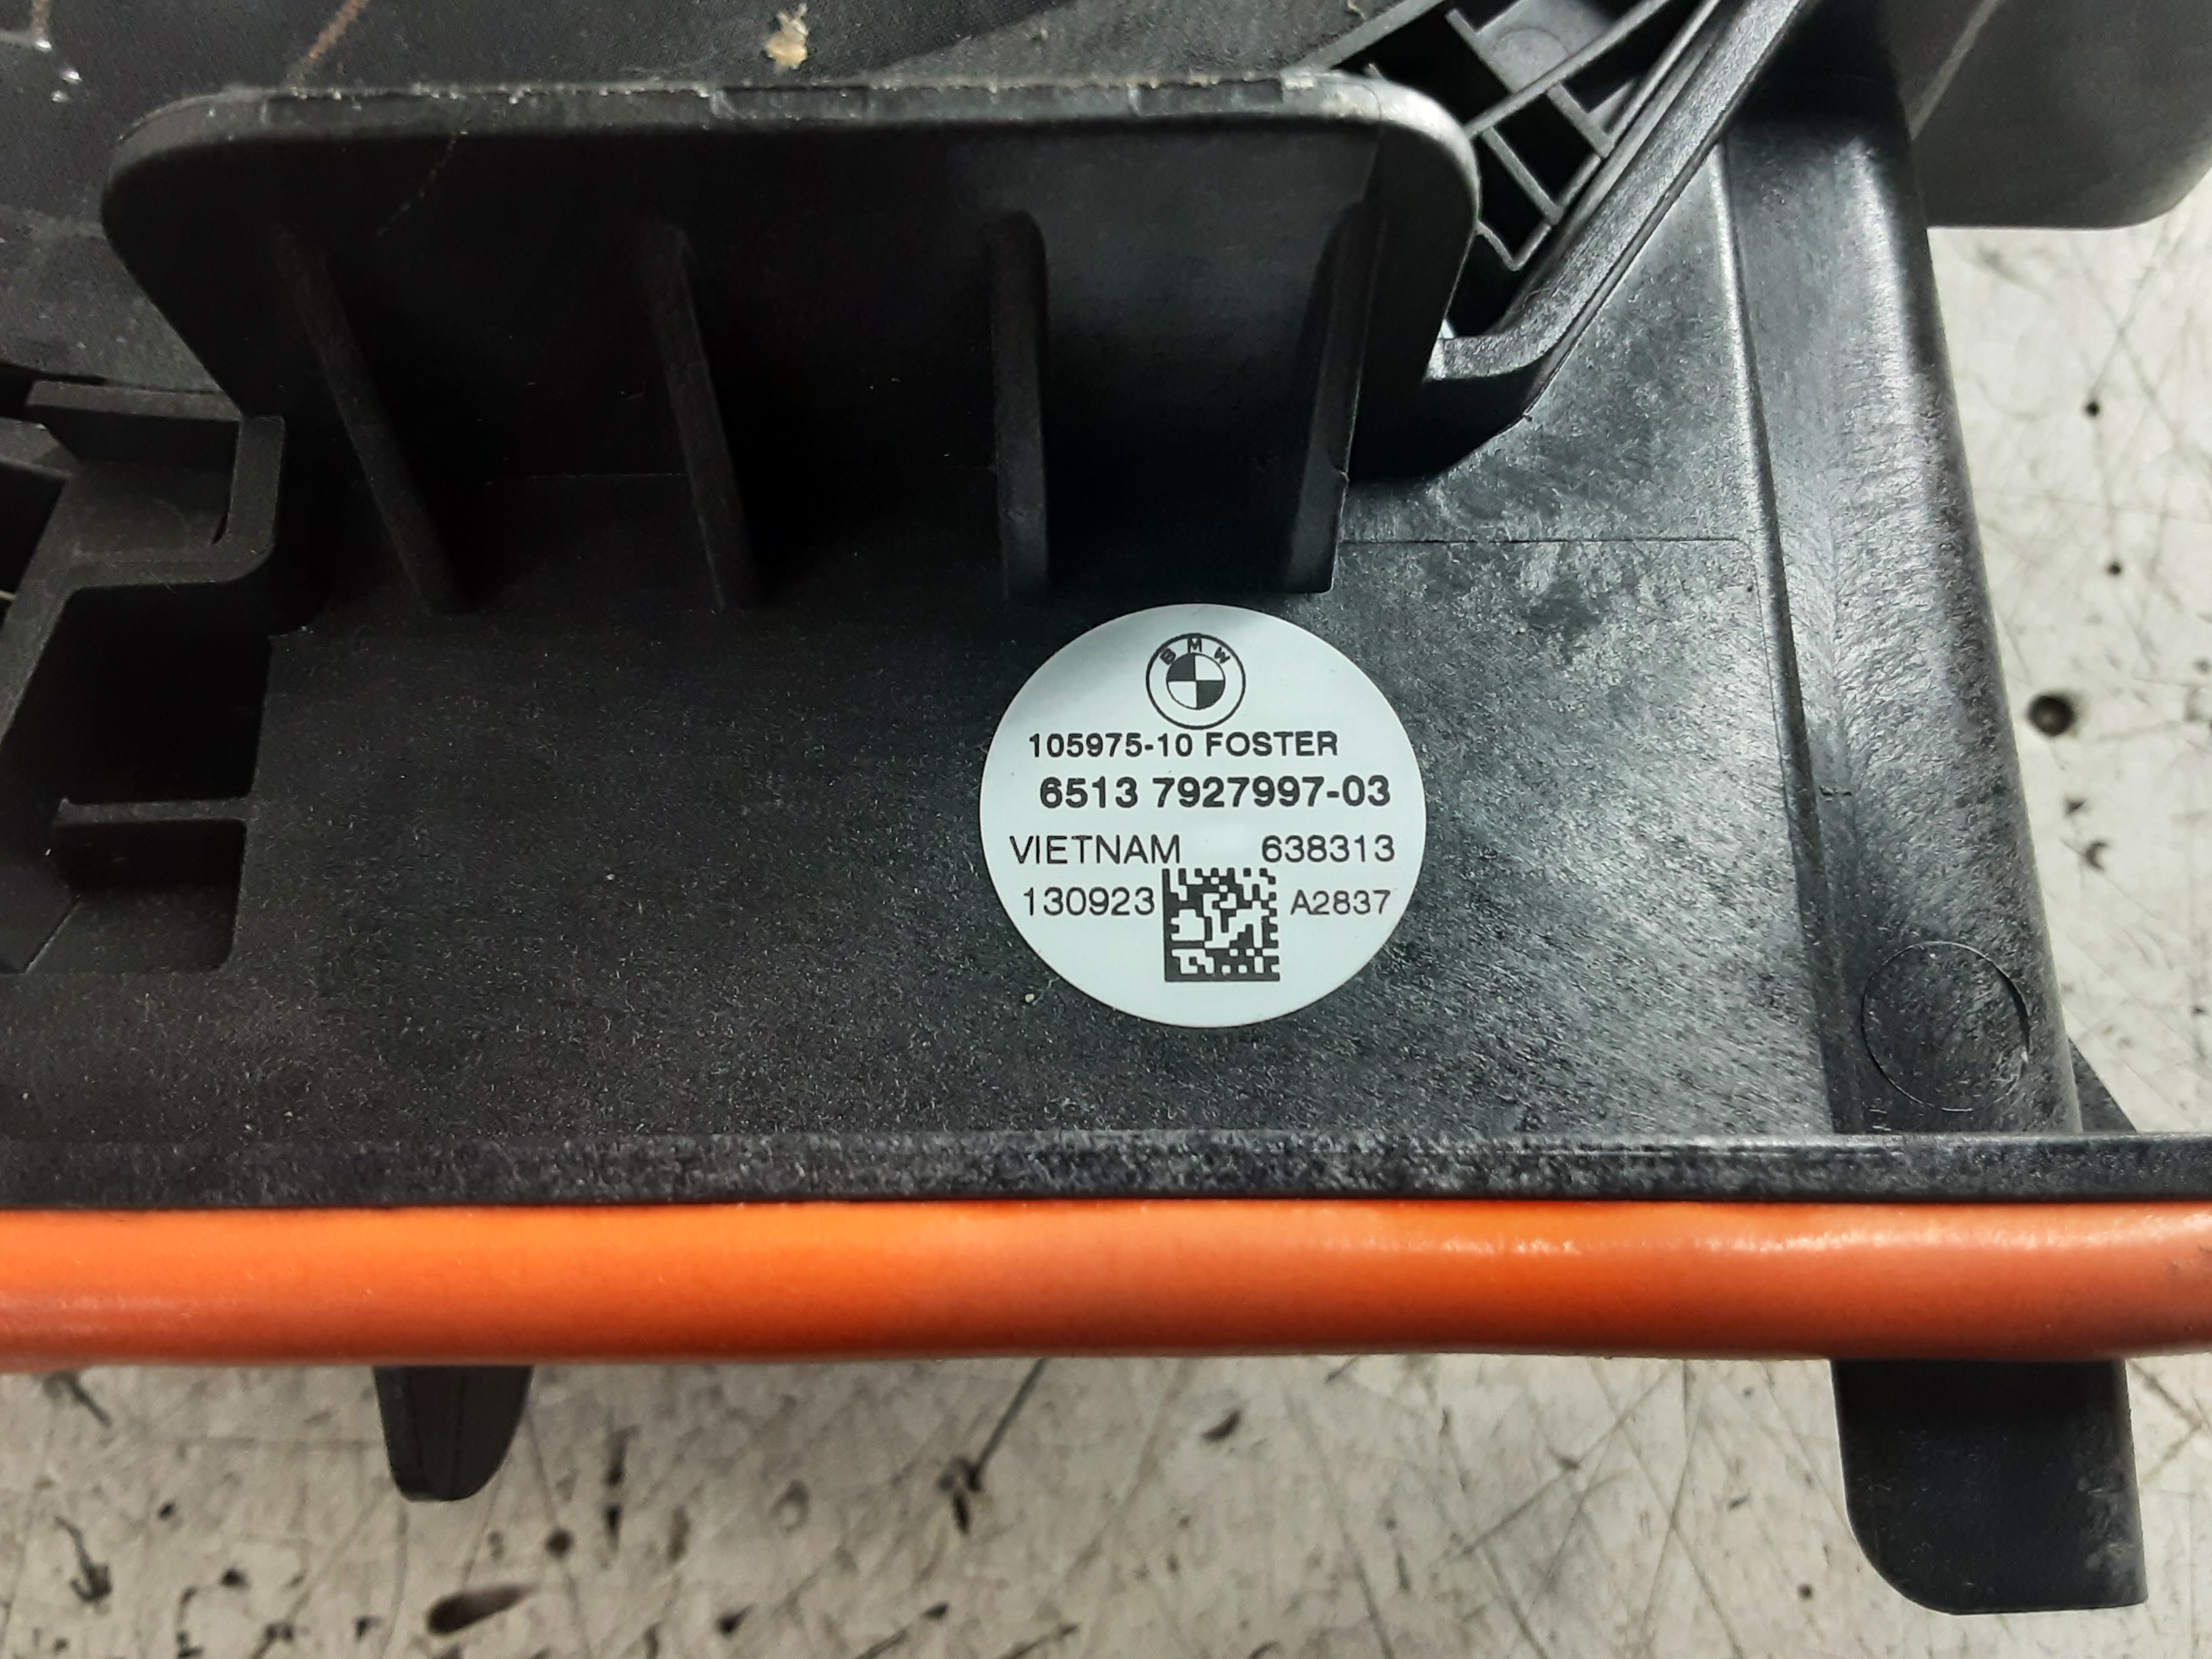 BMW
105975-10 FOSTER
6513 7927997-03
VIETNAM 638313
130923 A2837